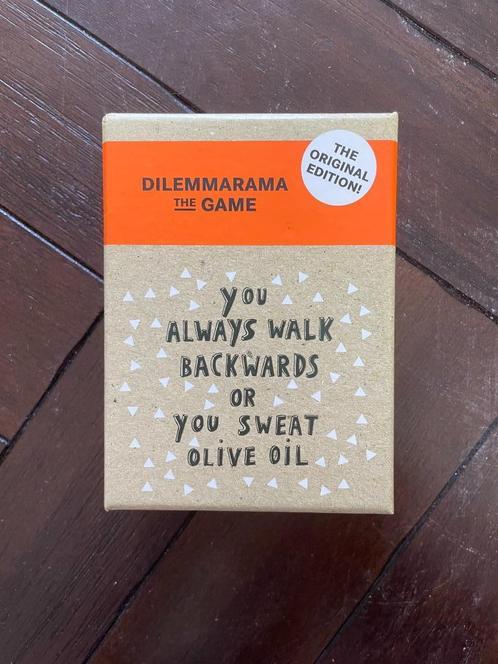 THE
ORIGINAL
EDITION!
DILEMMARAMA
THE GAME
YOU
ALWAYS WALK
BACKWARDS
OR
YOU SWEAT
OLIVE OIL